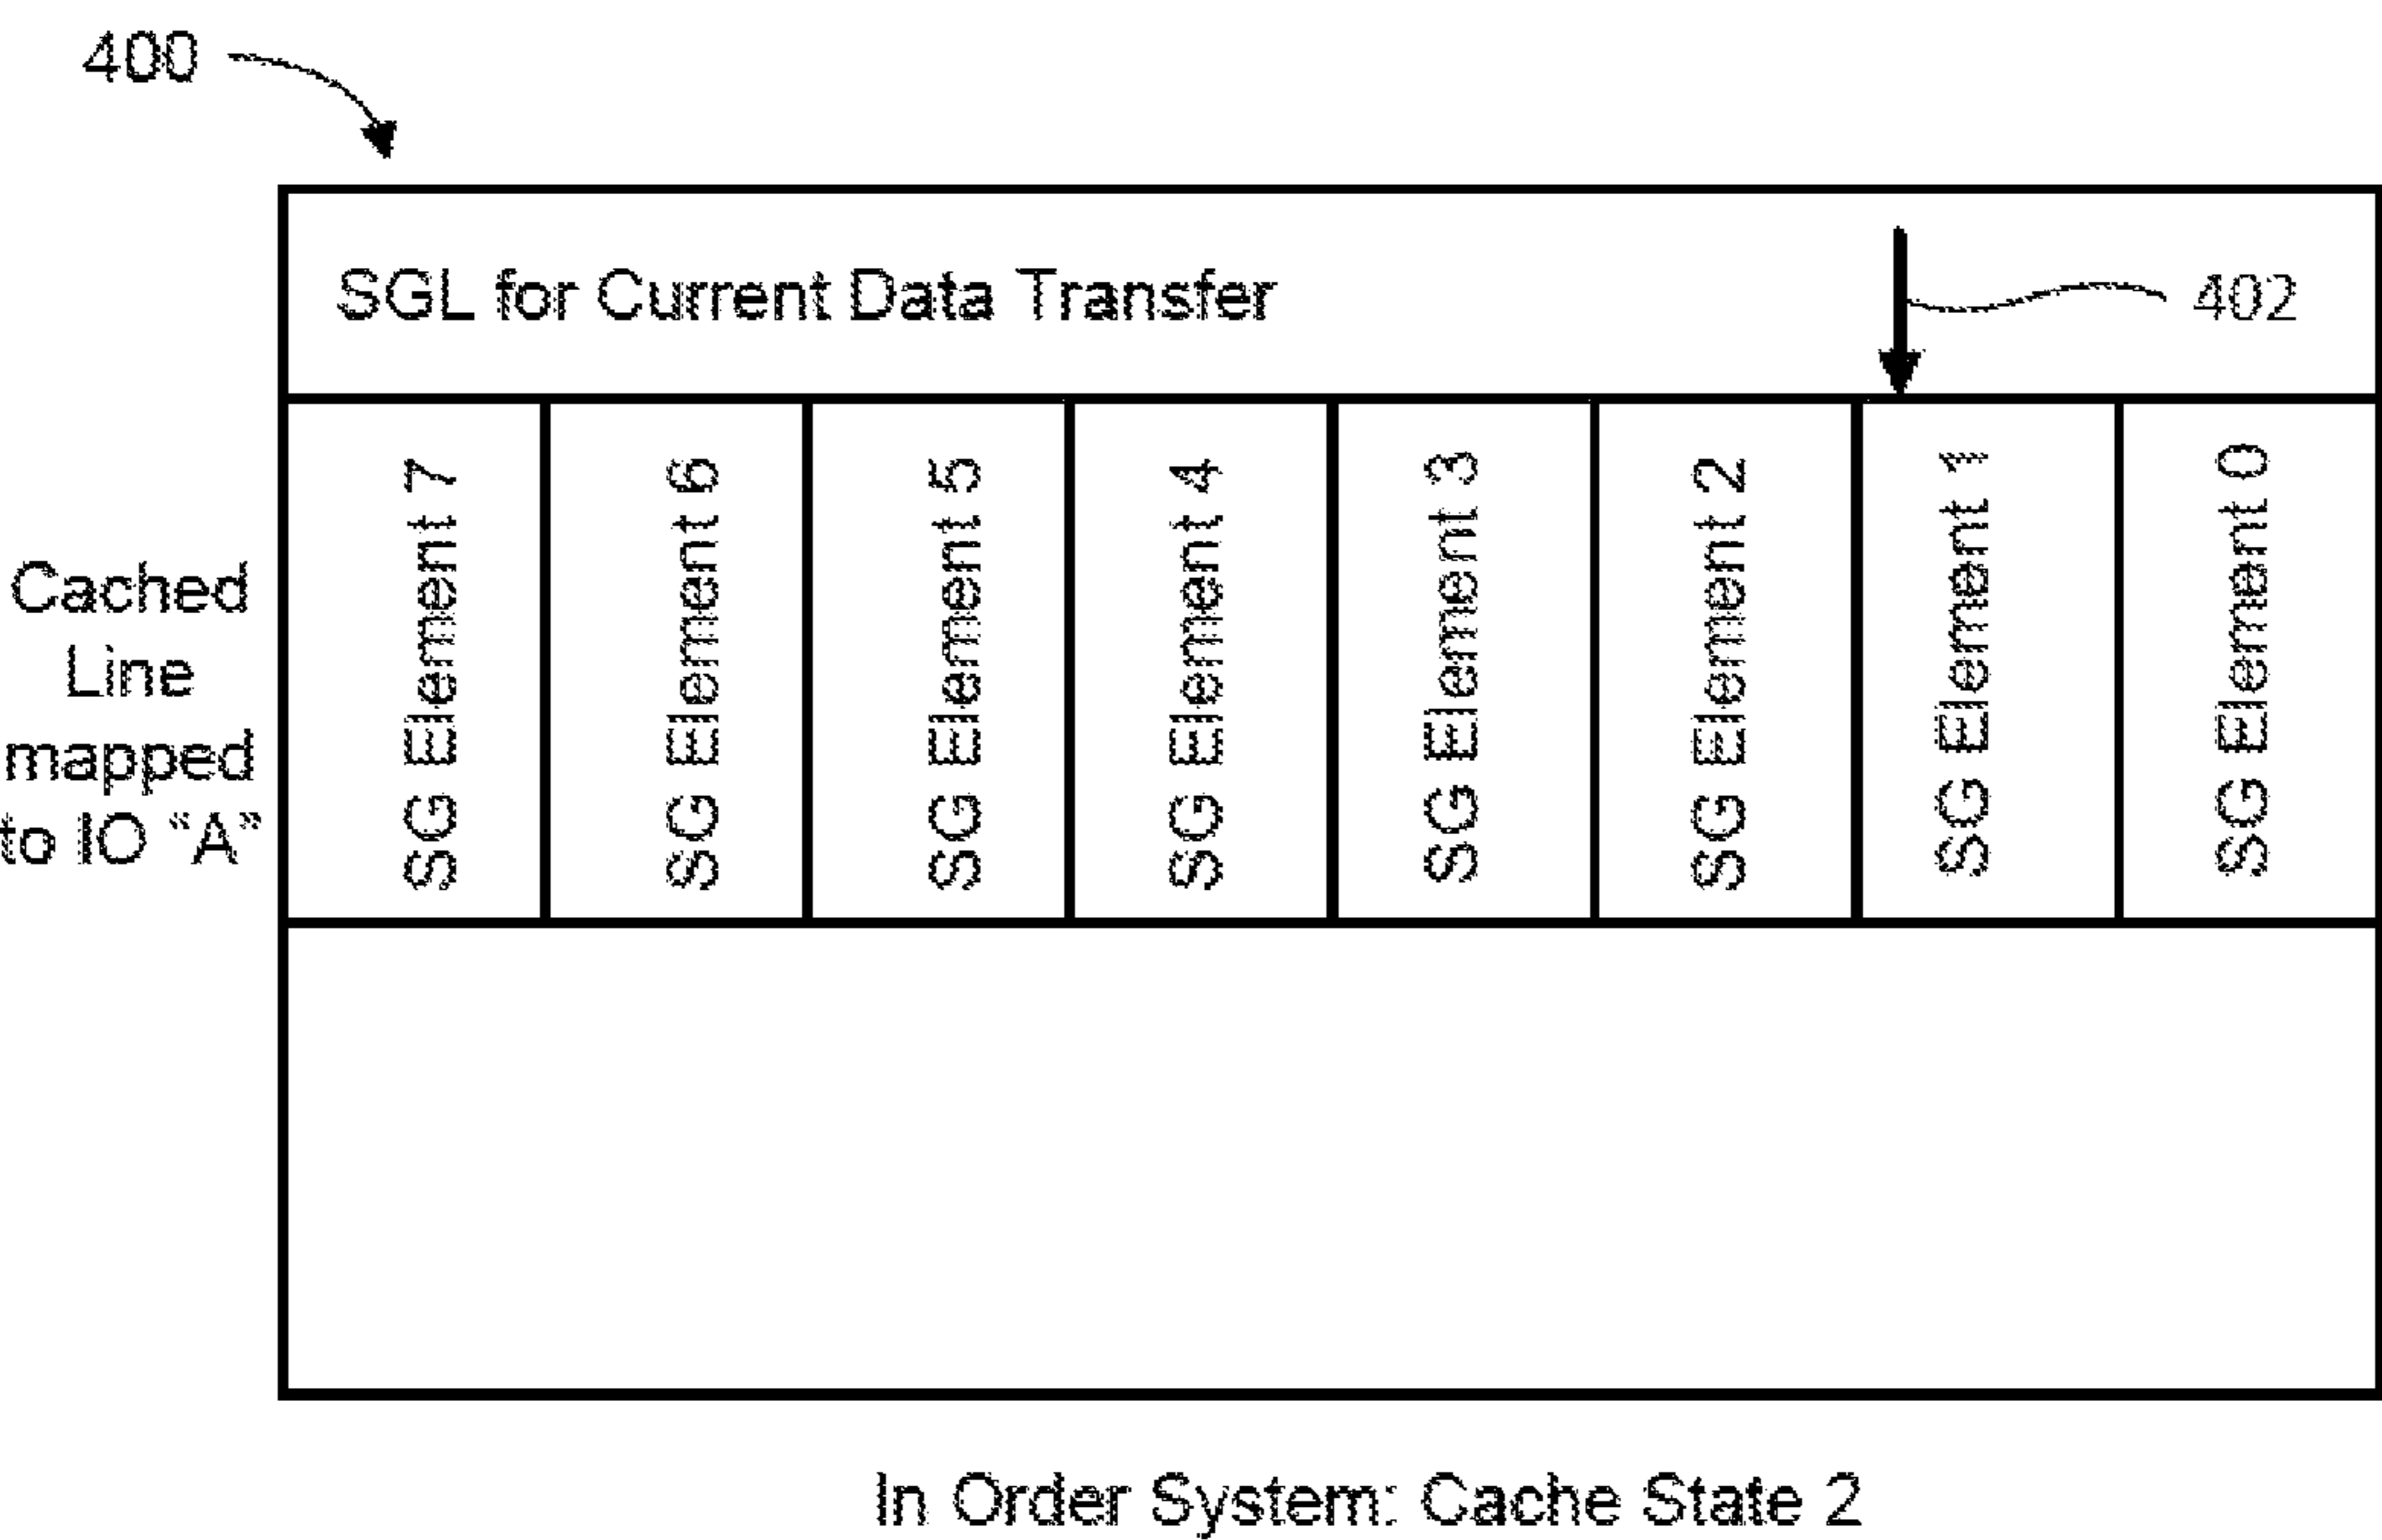 400
SGL for Current Data Transfer
402
Cached
Line
mapped
to IO “A”
SG Element 7
SG Element 6
SG Element 5
SG Element 4
SG Element 3
SG Element 2
SG Element 1
SG Element 0
In Order System: Cache State 2